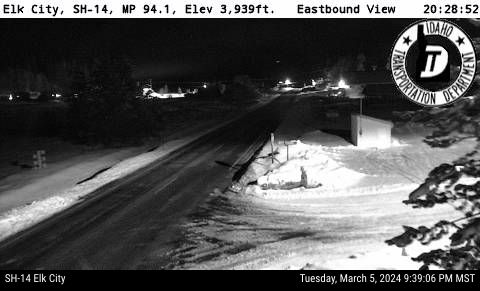 Elk City, SH-14, MP 94.1, Elev 3,939ft. Eastbound View 20:28:52
IDAHO
TRANSPORTATION DEPARTMENT
SH-14 Elk City Tuesday, March 5, 2024 9:39:06 PM MST